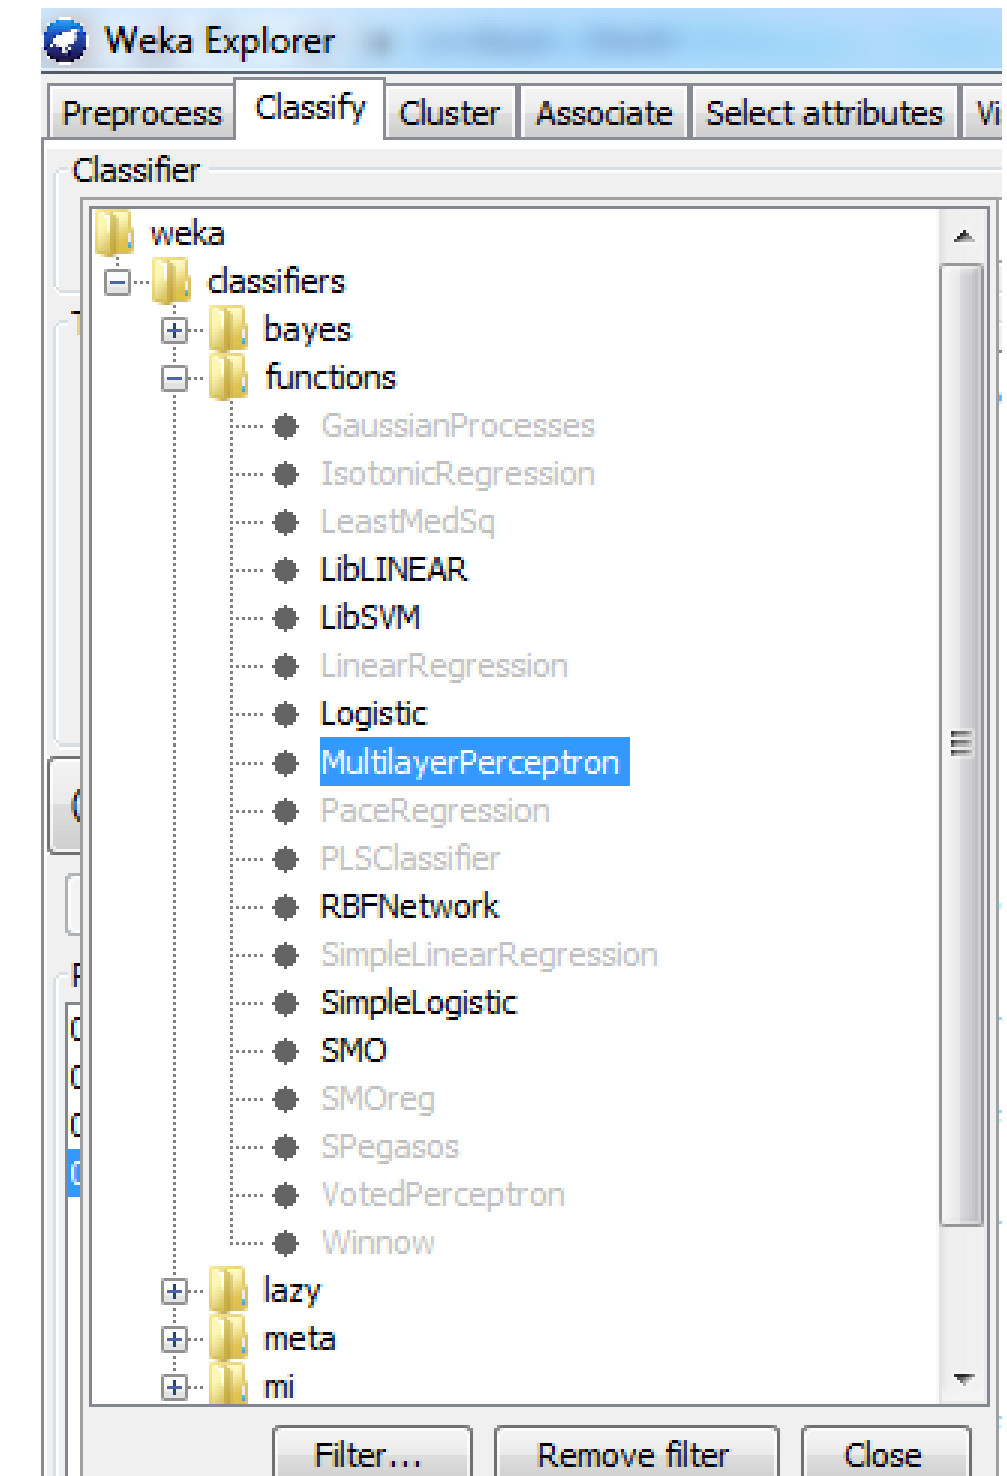 Weka Explorer
Preprocess Classify Cluster Associate Select attributes
Classifier
weka
classifiers
bayes
functions
GaussianProcesses
IsotonicRegression
LeastMedSq
LibLINEAR
LibSVM
LinearRegression
Logistic
MultilayerPerceptron
PaceRegression
PLSClassifier
RBFNetwork
SimpleLinearRegression
SimpleLogistic
SMO
SMOreg
SPegasos
VotedPerceptron
Winnow
lazy
meta
mi
Filter... Remove filter Close